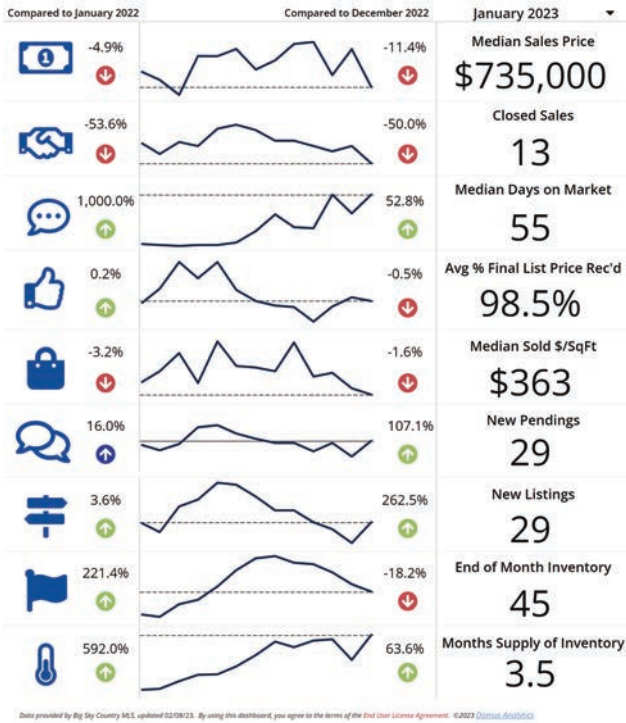 Compared to January 2022 Compared to December 2022 January 2023
-4.9% -11.4% Median Sales Price
1
$735,000
-53.6% -50.0% Closed Sales
13
1,000.0% 52.8% Median Days on Market
55
0.2% -0.5% Avg % Final List Price Rec'd
98.5%
-3.2% -1.6% Median Sold $/SqFt
$363
16.0% 107.1% New Pendings
29
3.6% 262.5% New Listings
29
221.4% -18.2% End of Month Inventory
45
592.0% 63.6% Months Supply of Inventory
3.5
Data provided by Big Sky Country MLS, updated 02/08/23. By using this dashboard, you agree to the terms of the End User License Agreement. ©2023 Domus Analytics